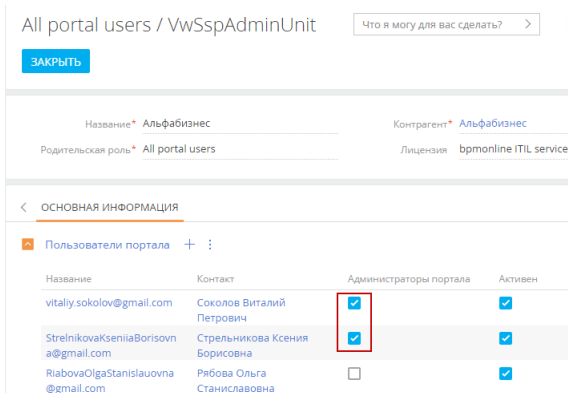 All portal users / VwSspAdminUnit
Что я могу для вас сделать?
ЗАКРЫТЬ
Название* Альфабизнес
Контрагент* Альфабизнес
Родительская роль* All portal users
Лицензия bpmonline ITIL service
ОСНОВНАЯ ИНФОРМАЦИЯ
Пользователи портала
Название Контакт Администраторы портала Активен
vitaliy.sokolov@gmail.com Соколов Виталий
Петрович
StrelnikovaKseniiaBorisovn Стрельникова Ксения
a@gmail.com Борисовна
RiabovaOlgaStanislauovna Рябова Ольга
@gmail.com Станиславовна